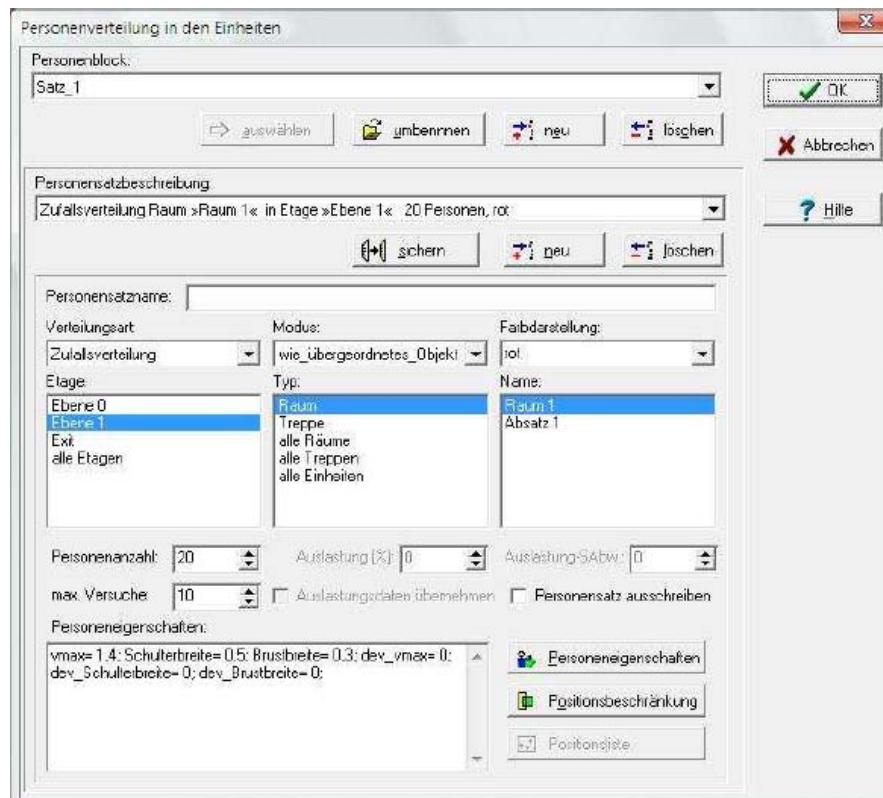 Personenverteilung in den Einheiten
Personenblock:
Satz_1
OK
auswählen umbennnen neu löschen
Abbrechen
Personensatzbeschreibung:
Zufallsverteilung Raum »Raum 1« in Etage »Ebene 1« 20 Personen, rot
Hilfe
sichern neu löschen
Personensatzname:
Verteilungsart Modus: Farbdarstellung:
Zufallsverteilung wie_übergeordnetes_Objekt rot
Etage: Typ: Name:
Ebene 0 Raum Raum 1
Ebene 1 Treppe Absatz 1
Exit alle Räume
alle Etagen alle Treppen
alle Einheiten
Personenanzahl: 20 Auslastung [%]: 0 Auslastung-SAbw.: 0
max. Versuche: 10 Auslastungsdaten übernehmen Personensatz ausschreiben
Personeneigenschaften:
vmax= 1.4; Schulterbreite= 0.5; Brustbreite= 0.3; dev_vmax= 0;
dev_Schulterbreite= 0; dev_Brustbreite= 0;
Personeneigenschaften
Positionsbeschränkung
Positionsliste